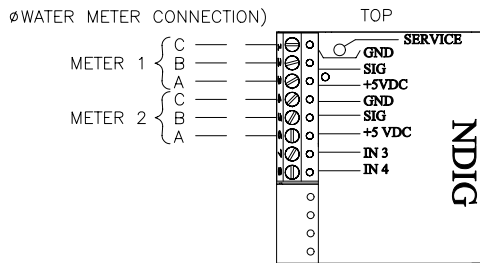 øWATER METER CONNECTION)
TOP
SERVICE
METER 1
C
B
A
GND
SIG
+5VDC
METER 2
C
B
A
GND
SIG
+5 VDC
IN 3
IN 4
NDIG